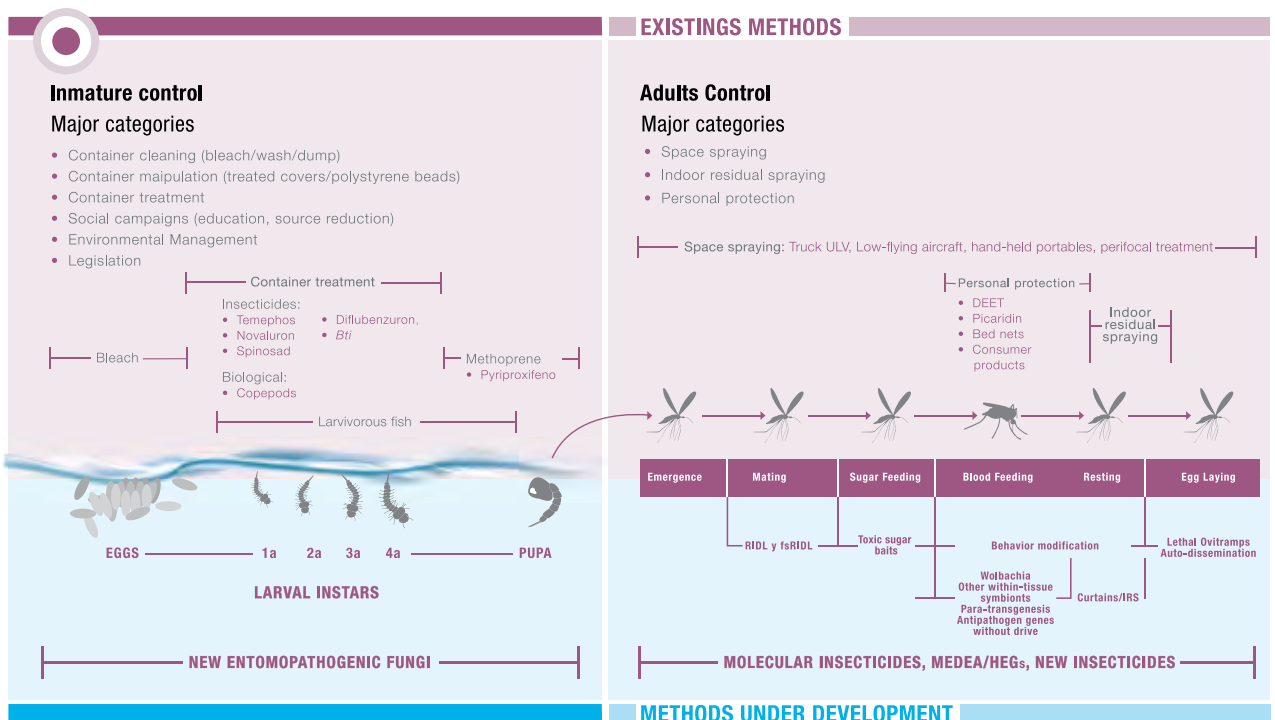 EXISTINGS METHODS
Inmature control
Major categories
• Container cleaning (bleach/wash/dump)
• Container maipulation (treated covers/polystyrene beads)
• Container treatment
• Social campaigns (education, source reduction)
• Environmental Management
• Legislation
Container treatment
Insecticides:
• Temephos
• Novaluron
• Spinosad
• Diflubenzuron,
• Bti
Biological:
• Copepods
Bleach
Methoprene
• Pyriproxifeno
Larvivorous fish
EGGS
1a
2a
3a
4a
PUPA
LARVAL INSTARS
NEW ENTOMOPATHOGENIC FUNGI
Adults Control
Major categories
• Space spraying
• Indoor residual spraying
• Personal protection
Space spraying: Truck ULV, Low-flying aircraft, hand-held portables, perifocal treatment
Personal protection
• DEET
• Picaridin
• Bed nets
• Consumer
products
Indoor
residual
spraying
Emergence
Mating
Sugar Feeding
Blood Feeding
Resting
Egg Laying
RIDL y fsRIDL
Toxic sugar
baits
Behavior modification
Lethal Ovitramps
Auto-dissemination
Wolbachia
Other within-tissue
symbionts
Para-transgenesis
Antipathogen genes
without drive
Curtains/IRS
MOLECULAR INSECTICIDES, MEDEA/HEGs, NEW INSECTICIDES
METHODS UNDER DEVELOPMENT